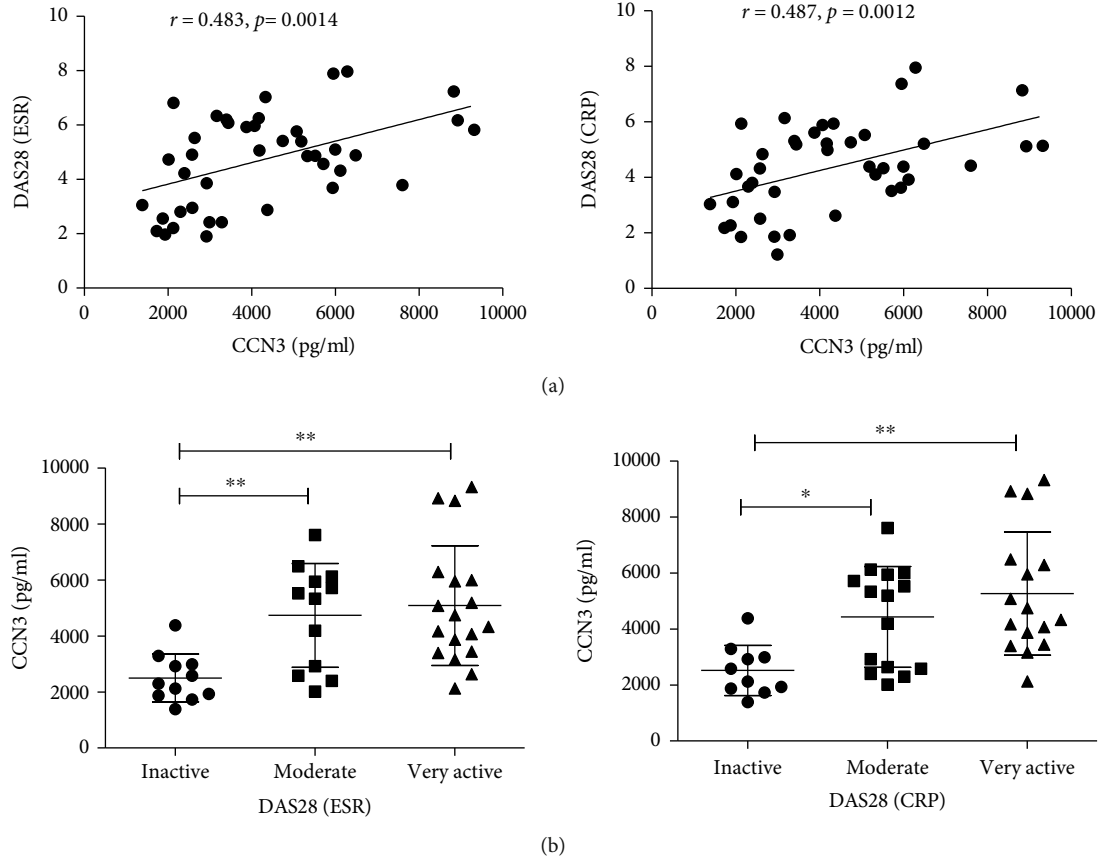 r = 0.483, p= 0.0014
10
8
6
4
2
0
DAS28 (ESR)
0 2000 4000 6000 8000 10000
CCN3 (pg/ml)
r = 0.487, p = 0.0012
10
8
6
4
2
0
DAS28 (CRP)
0 2000 4000 6000 8000 10000
CCN3 (pg/ml)
(a)
**
**
10000
8000
6000
4000
2000
0
CCN3 (pg/ml)
Inactive Moderate Very active
DAS28 (ESR)
**
*
10000
8000
6000
4000
2000
0
CCN3 (pg/ml)
Inactive Moderate Very active
DAS28 (CRP)
(b)